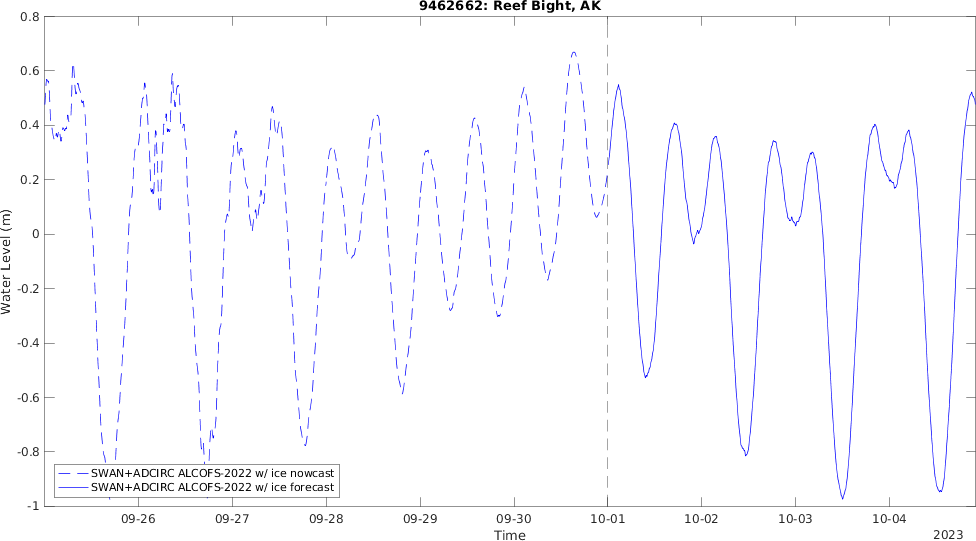 9462662: Reef Bight, AK
0.8
0.6
0.4
0.2
0
-0.2
-0.4
-0.6
-0.8
-1
Water Level (m)
SWAN+ADCIRC ALCOFS-2022 w/ ice nowcast
SWAN+ADCIRC ALCOFS-2022 w/ ice forecast
09-26 09-27 09-28 09-29 09-30 10-01 10-02 10-03 10-04
Time
2023